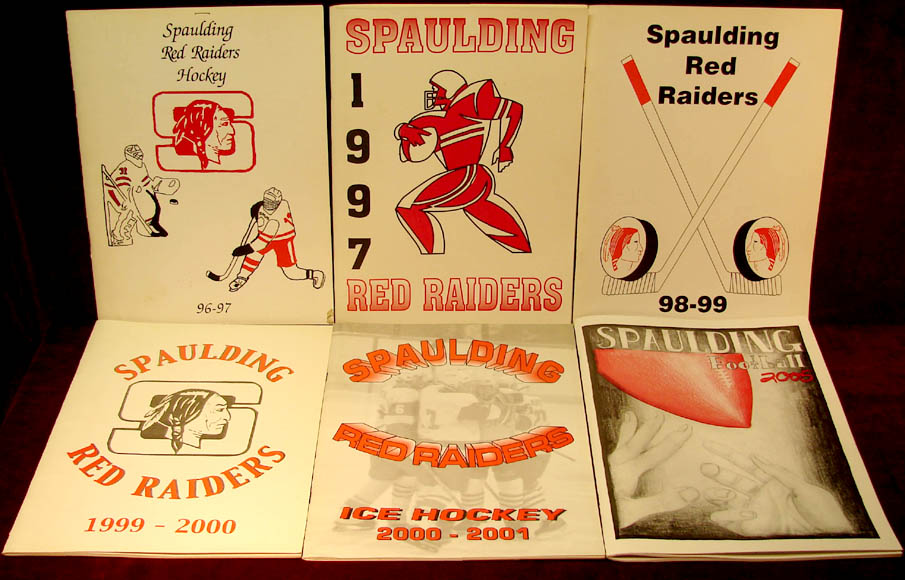 Spaulding
Red Raiders
Hockey
96-97
SPAULDING
1
9
9
7
RED RAIDERS
Spaulding
Red
Raiders
98-99
SPAULDING
RED RAIDERS
1999 - 2000
SPAULDING
RED RAIDERS
ICE HOCKEY
2000 - 2001
SPAULDING
FootBall
2005